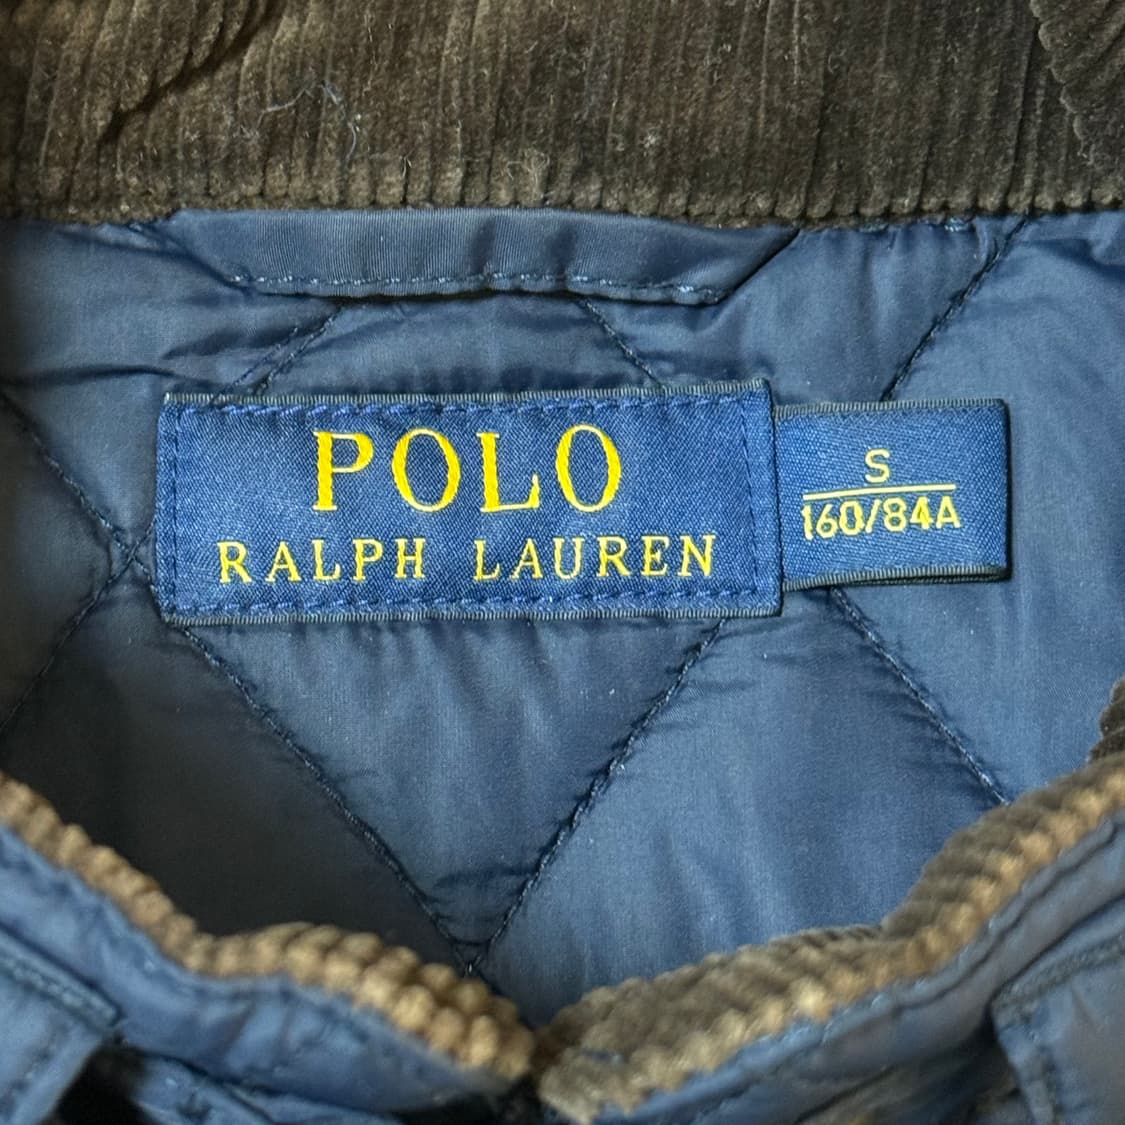 POLO
RALPH LAUREN
S
160/84A